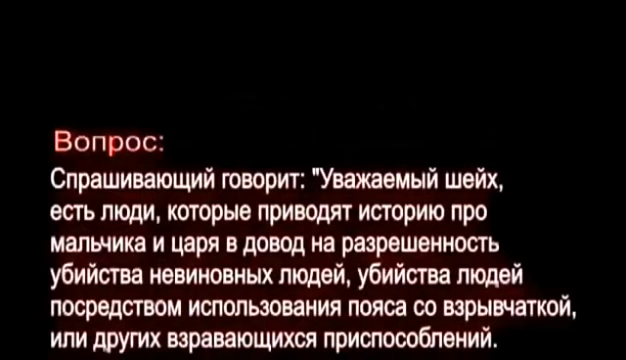 Вопрос:
Спрашивающий говорит: "Уважаемый шейх,
есть люди, которые приводят историю про
мальчика и царя в довод на разрешенность
убийства невиновных людей, убийства людей
посредством использования пояса со взрывчаткой,
или других взравающихся приспособлений.